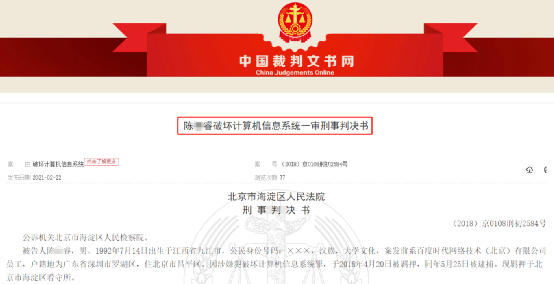 中国裁判文书网
China Judgements Online
陈 睿破坏计算机信息系统一审刑事判决书
案 由 破坏计算机信息系统 点击了解更多
案 号 (2018)京0108刑初2584号
发布日期 2021-02-22
浏览次数 77
北京市海淀区人民法院
刑 事 判 决 书
(2018)京0108刑初2584号
公诉机关北京市海淀区人民检察院。
被告人陈 睿,男,1992年7月14日出生于江西省九江市,公民身份号码:×××,汉族,大学文化,案发前系百度时代网络技术(北京)有限公司
员工,户籍地为广东省深圳市罗湖区,住北京市昌平区。因涉嫌犯破坏计算机信息系统罪,于2018年4月20日被羁押,同年5月25日被逮捕。现羁押于北
京市海淀区看守所。